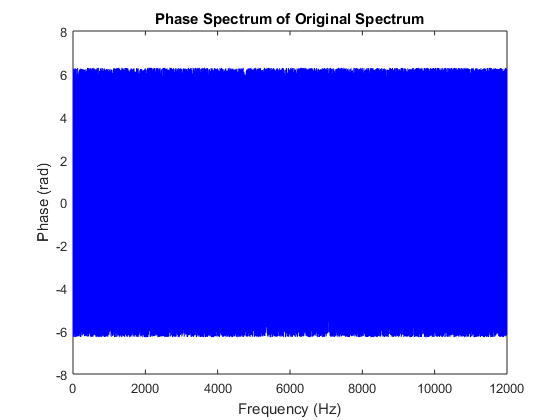 Phase Spectrum of Original Spectrum
8
6
4
2
0
-2
-4
-6
-8
Phase (rad)
0 2000 4000 6000 8000 10000 12000
Frequency (Hz)